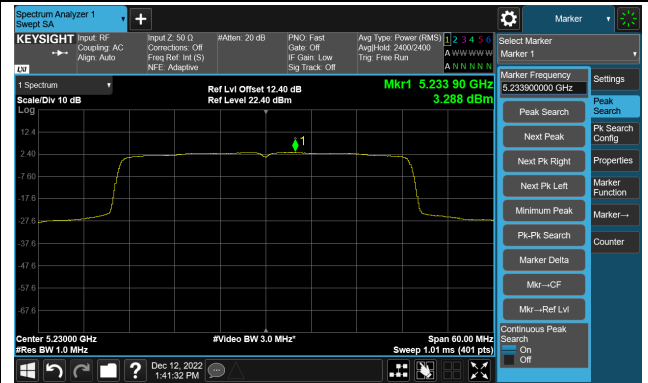 Spectrum Analyzer 1
Swept SA
Marker
KEYSIGHT
Input: RF
Coupling: AC
Align: Auto
Input Z: 50 Ω
Corrections: Off
Freq Ref: Int (S)
NFE: Adaptive
#Atten: 20 dB
PNO: Fast
Gate: Off
IF Gain: Low
Sig Track: Off
Avg Type: Power (RMS)
Avg|Hold: 2400/2400
Trig: Free Run
1 2 3 4 5 6
A W W W W W
A N N N N N
LXI
Select Marker
Marker 1
1 Spectrum
Scale/Div 10 dB
Log
Ref Lvl Offset 12.40 dB
Ref Level 22.40 dBm
Mkr1 5.233 90 GHz
3.288 dBm
1
12.4
2.40
-7.60
-17.6
-27.6
-37.6
-47.6
-57.6
-67.6
Center 5.23000 GHz
#Res BW 1.0 MHz
#Video BW 3.0 MHz*
Span 60.00 MHz
Sweep 1.01 ms (401 pts)
Marker Frequency
5.233900000 GHz
Peak Search
Next Peak
Next Pk Right
Next Pk Left
Minimum Peak
Pk-Pk Search
Marker Delta
Mkr→CF
Mkr→Ref Lvl
Continuous Peak
Search
On
Off
Settings
Peak
Search
Pk Search
Config
Properties
Marker
Function
Marker→
Counter
?
Dec 12, 2022
1:41:32 PM